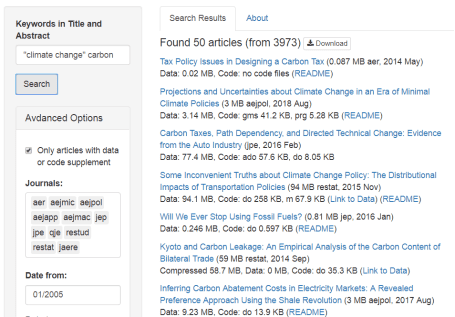 Keywords in Title and
Abstract
"climate change" carbon
Search
Avdanced Options
Only articles with data
or code supplement
Journals:
aer aejmic aejpol
aejapp aejmac jep
jpe qje restud
restat jaere
Date from:
01/2005
Search Results About
Found 50 articles (from 3973) Download
Tax Policy Issues in Designing a Carbon Tax (0.087 MB aer, 2014 May)
Data: 0.02 MB, Code: no code files (README)
Projections and Uncertainties about Climate Change in an Era of Minimal
Climate Policies (3 MB aejpol, 2018 Aug)
Data: 3.14 MB, Code: gms 41.2 KB, prg 5.28 KB (README)
Carbon Taxes, Path Dependency, and Directed Technical Change: Evidence
from the Auto Industry (jpe, 2016 Feb)
Data: 77.4 MB, Code: ado 57.6 KB, do 8.05 KB
Some Inconvenient Truths about Climate Change Policy: The Distributional
Impacts of Transportation Policies (94 MB restat, 2015 Nov)
Data: 94.1 MB, Code: do 258 KB, m 67.9 KB (Link to Data) (README)
Will We Ever Stop Using Fossil Fuels? (0.81 MB jep, 2016 Jan)
Data: 0.246 MB, Code: do 0.597 KB (README)
Kyoto and Carbon Leakage: An Empirical Analysis of the Carbon Content of
Bilateral Trade (59 MB restat, 2014 Sep)
Compressed 58.7 MB, Data: 0 MB, Code: do 35.3 KB (Link to Data)
Inferring Carbon Abatement Costs in Electricity Markets: A Revealed
Preference Approach Using the Shale Revolution (3 MB aejpol, 2017 Aug)
Data: 9.23 MB, Code: do 13.9 KB (README)